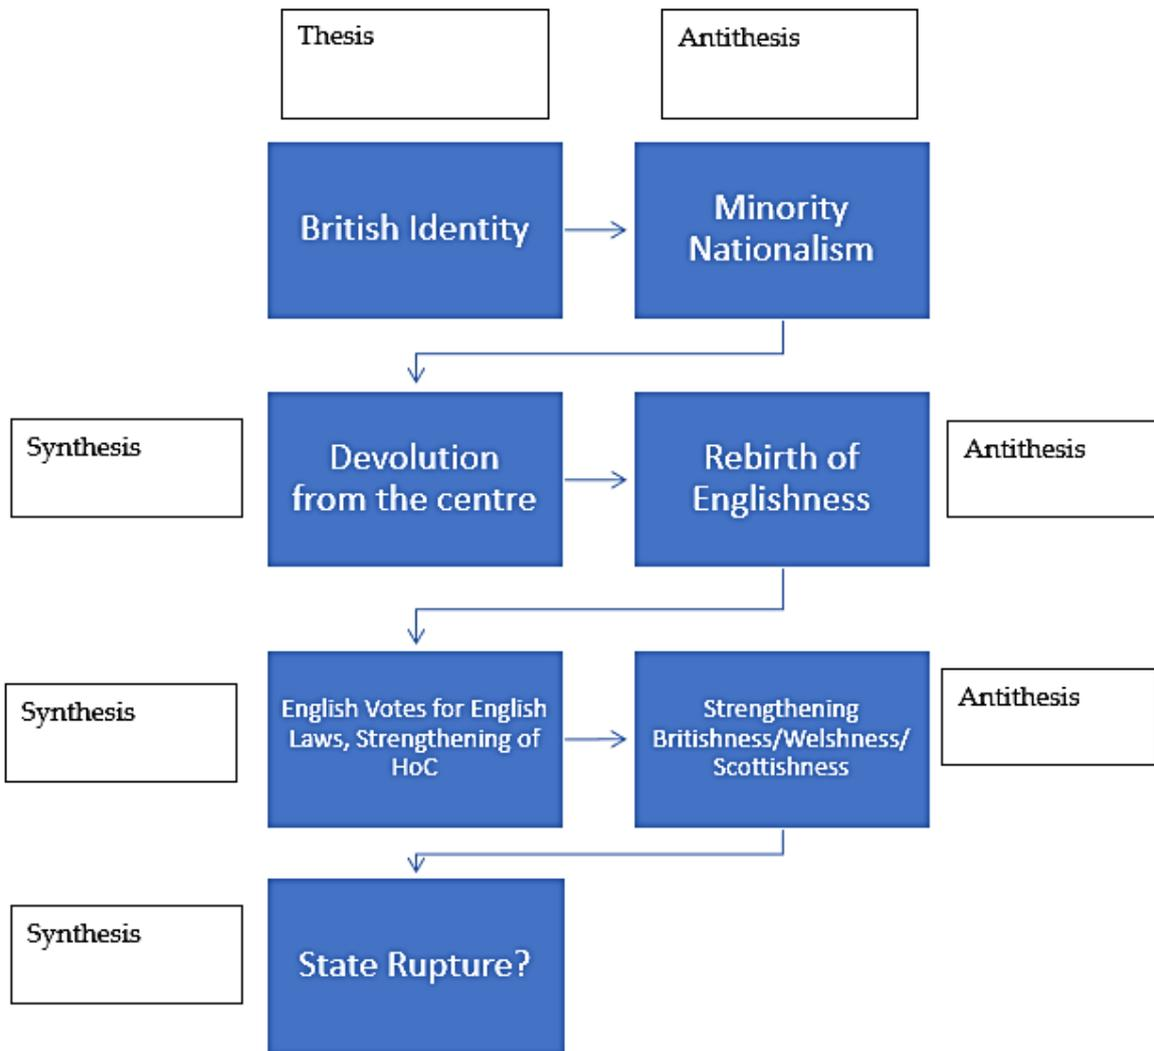 Thesis
Antithesis
British Identity
Minority
Nationalism
Synthesis
Devolution
from the centre
Rebirth of
Englishness
Antithesis
Synthesis
English Votes for English
Laws, Strengthening of
HoC
Strengthening
Britishness/Welshness/
Scottishness
Antithesis
Synthesis
State Rupture?